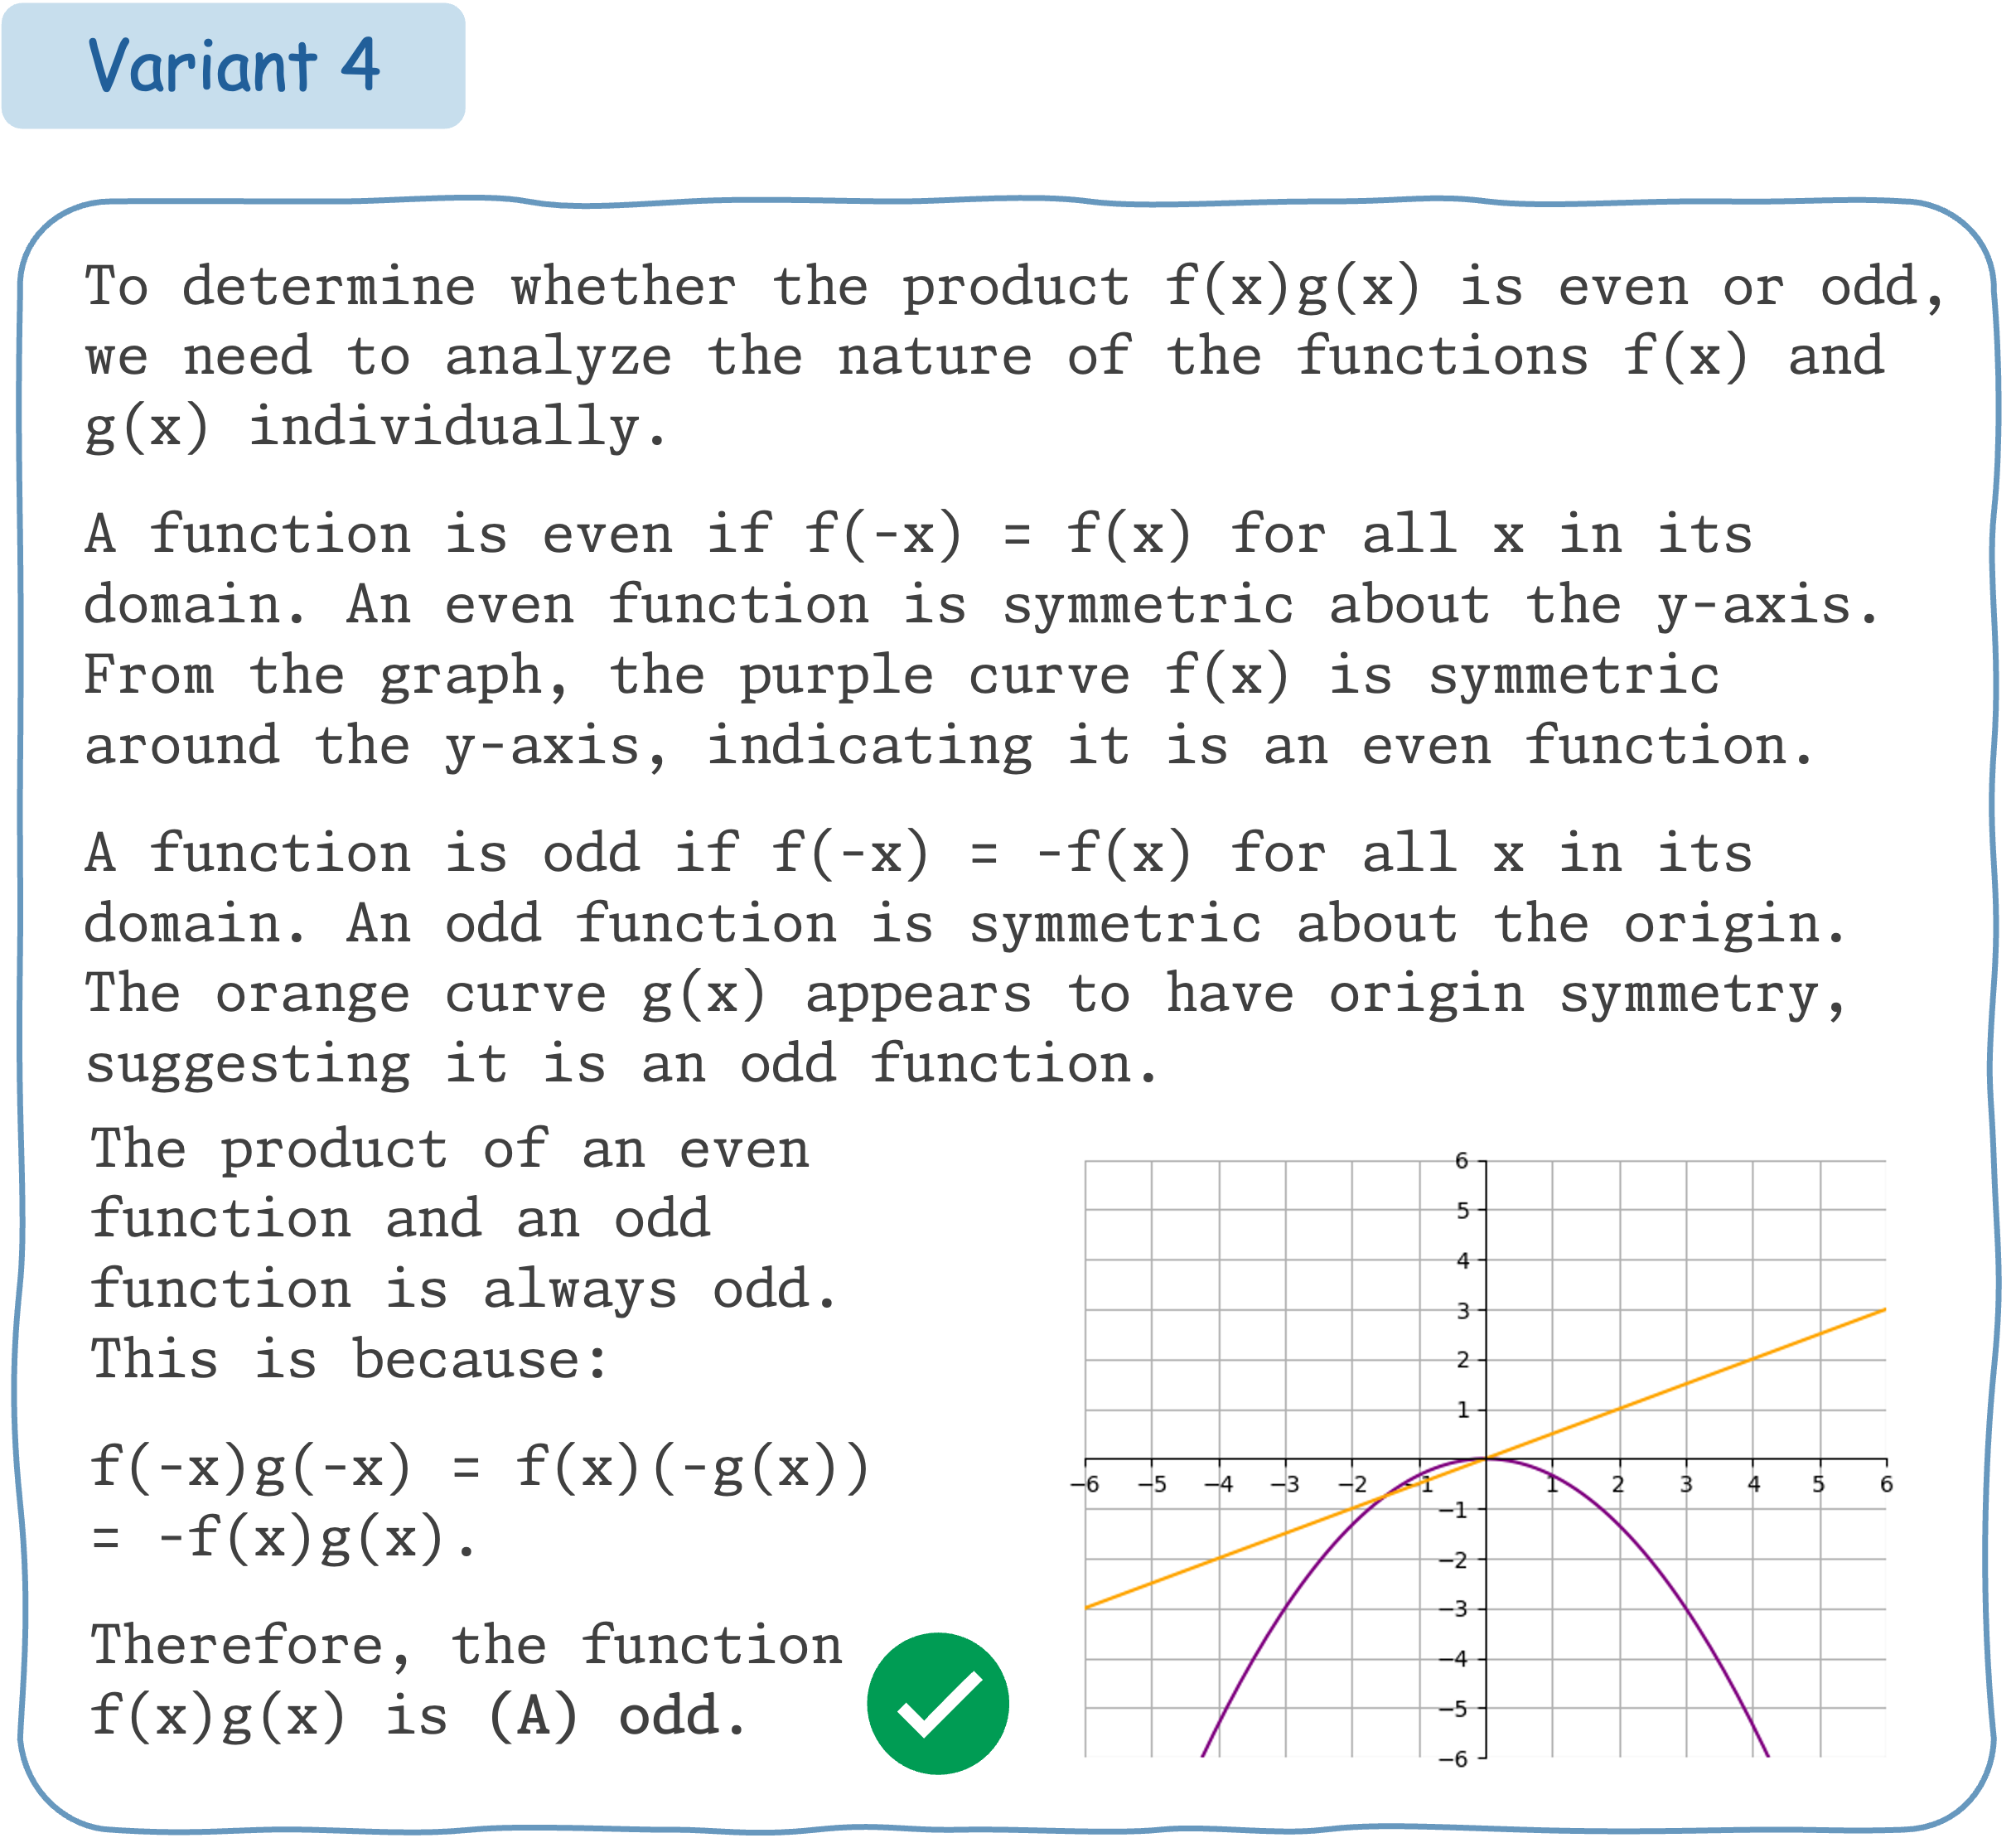 Variant 4
To determine whether the product f(x)g(x) is even or odd,
we need to analyze the nature of the functions f(x) and
g(x) individually.
A function is even if f(-x) = f(x) for all x in its
domain. An even function is symmetric about the y-axis.
From the graph, the purple curve f(x) is symmetric
around the y-axis, indicating it is an even function.
A function is odd if f(-x) = -f(x) for all x in its
domain. An odd function is symmetric about the origin.
The orange curve g(x) appears to have origin symmetry,
suggesting it is an odd function.
The product of an even
function and an odd
function is always odd.
This is because:
f(-x)g(-x) = f(x)(-g(x))
= -f(x)g(x).
Therefore, the function
f(x)g(x) is (A) odd.
6
5
4
3
2
1
−6 −5 −4 −3 −2 −1 1 2 3 4 5 6
−1
−2
−3
−4
−5
−6